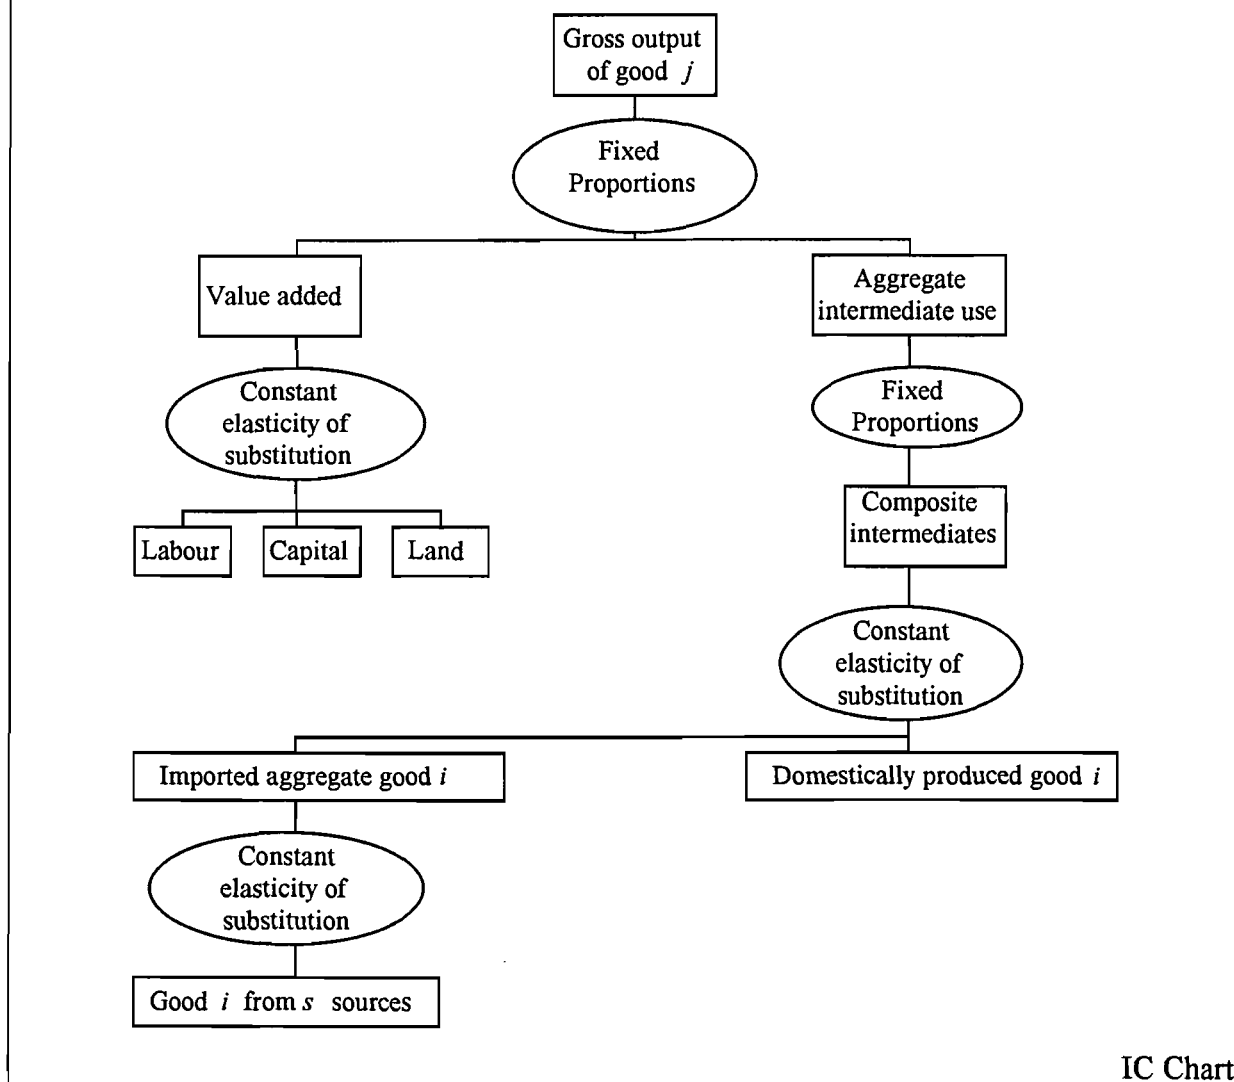 Gross output
of good j
Fixed
Proportions
Value added
Aggregate
intermediate use
Constant
elasticity of
substitution
Fixed
Proportions
Composite
intermediates
Labour
Capital
Land
Constant
elasticity of
substitution
Imported aggregate good i
Domestically produced good i
Constant
elasticity of
substitution
Good i from s sources
IC Chart